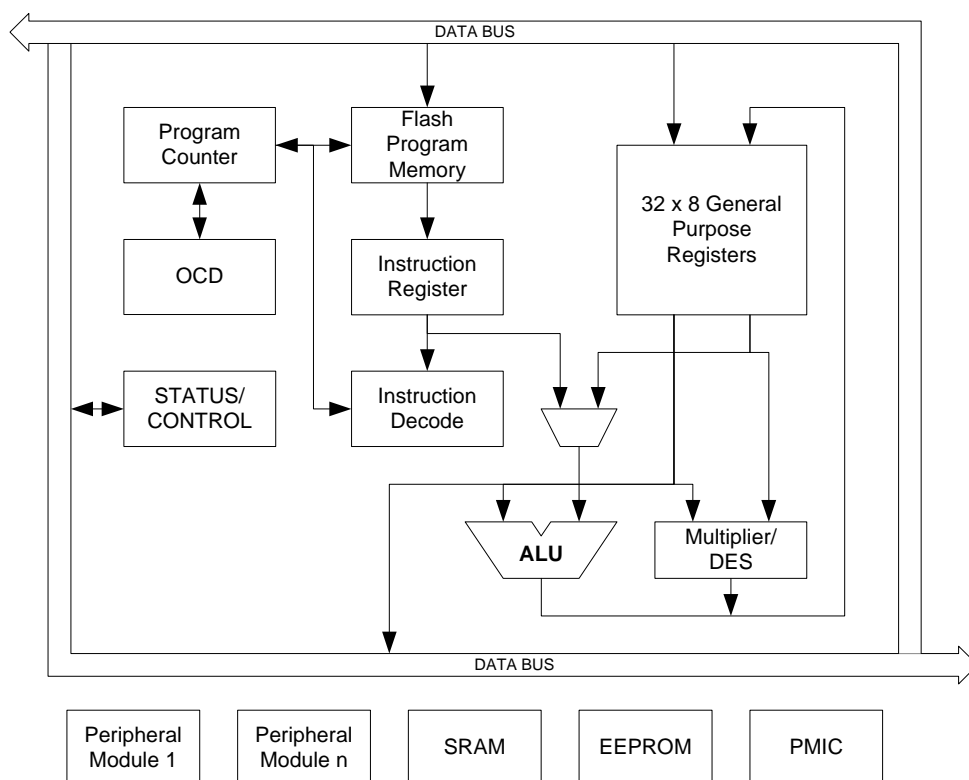 DATA BUS
Program
Counter
Flash
Program
Memory
32 x 8 General
Purpose
Registers
OCD
Instruction
Register
STATUS/
CONTROL
Instruction
Decode
ALU
Multiplier/
DES
DATA BUS
Peripheral
Module 1
Peripheral
Module n
SRAM
EEPROM
PMIC